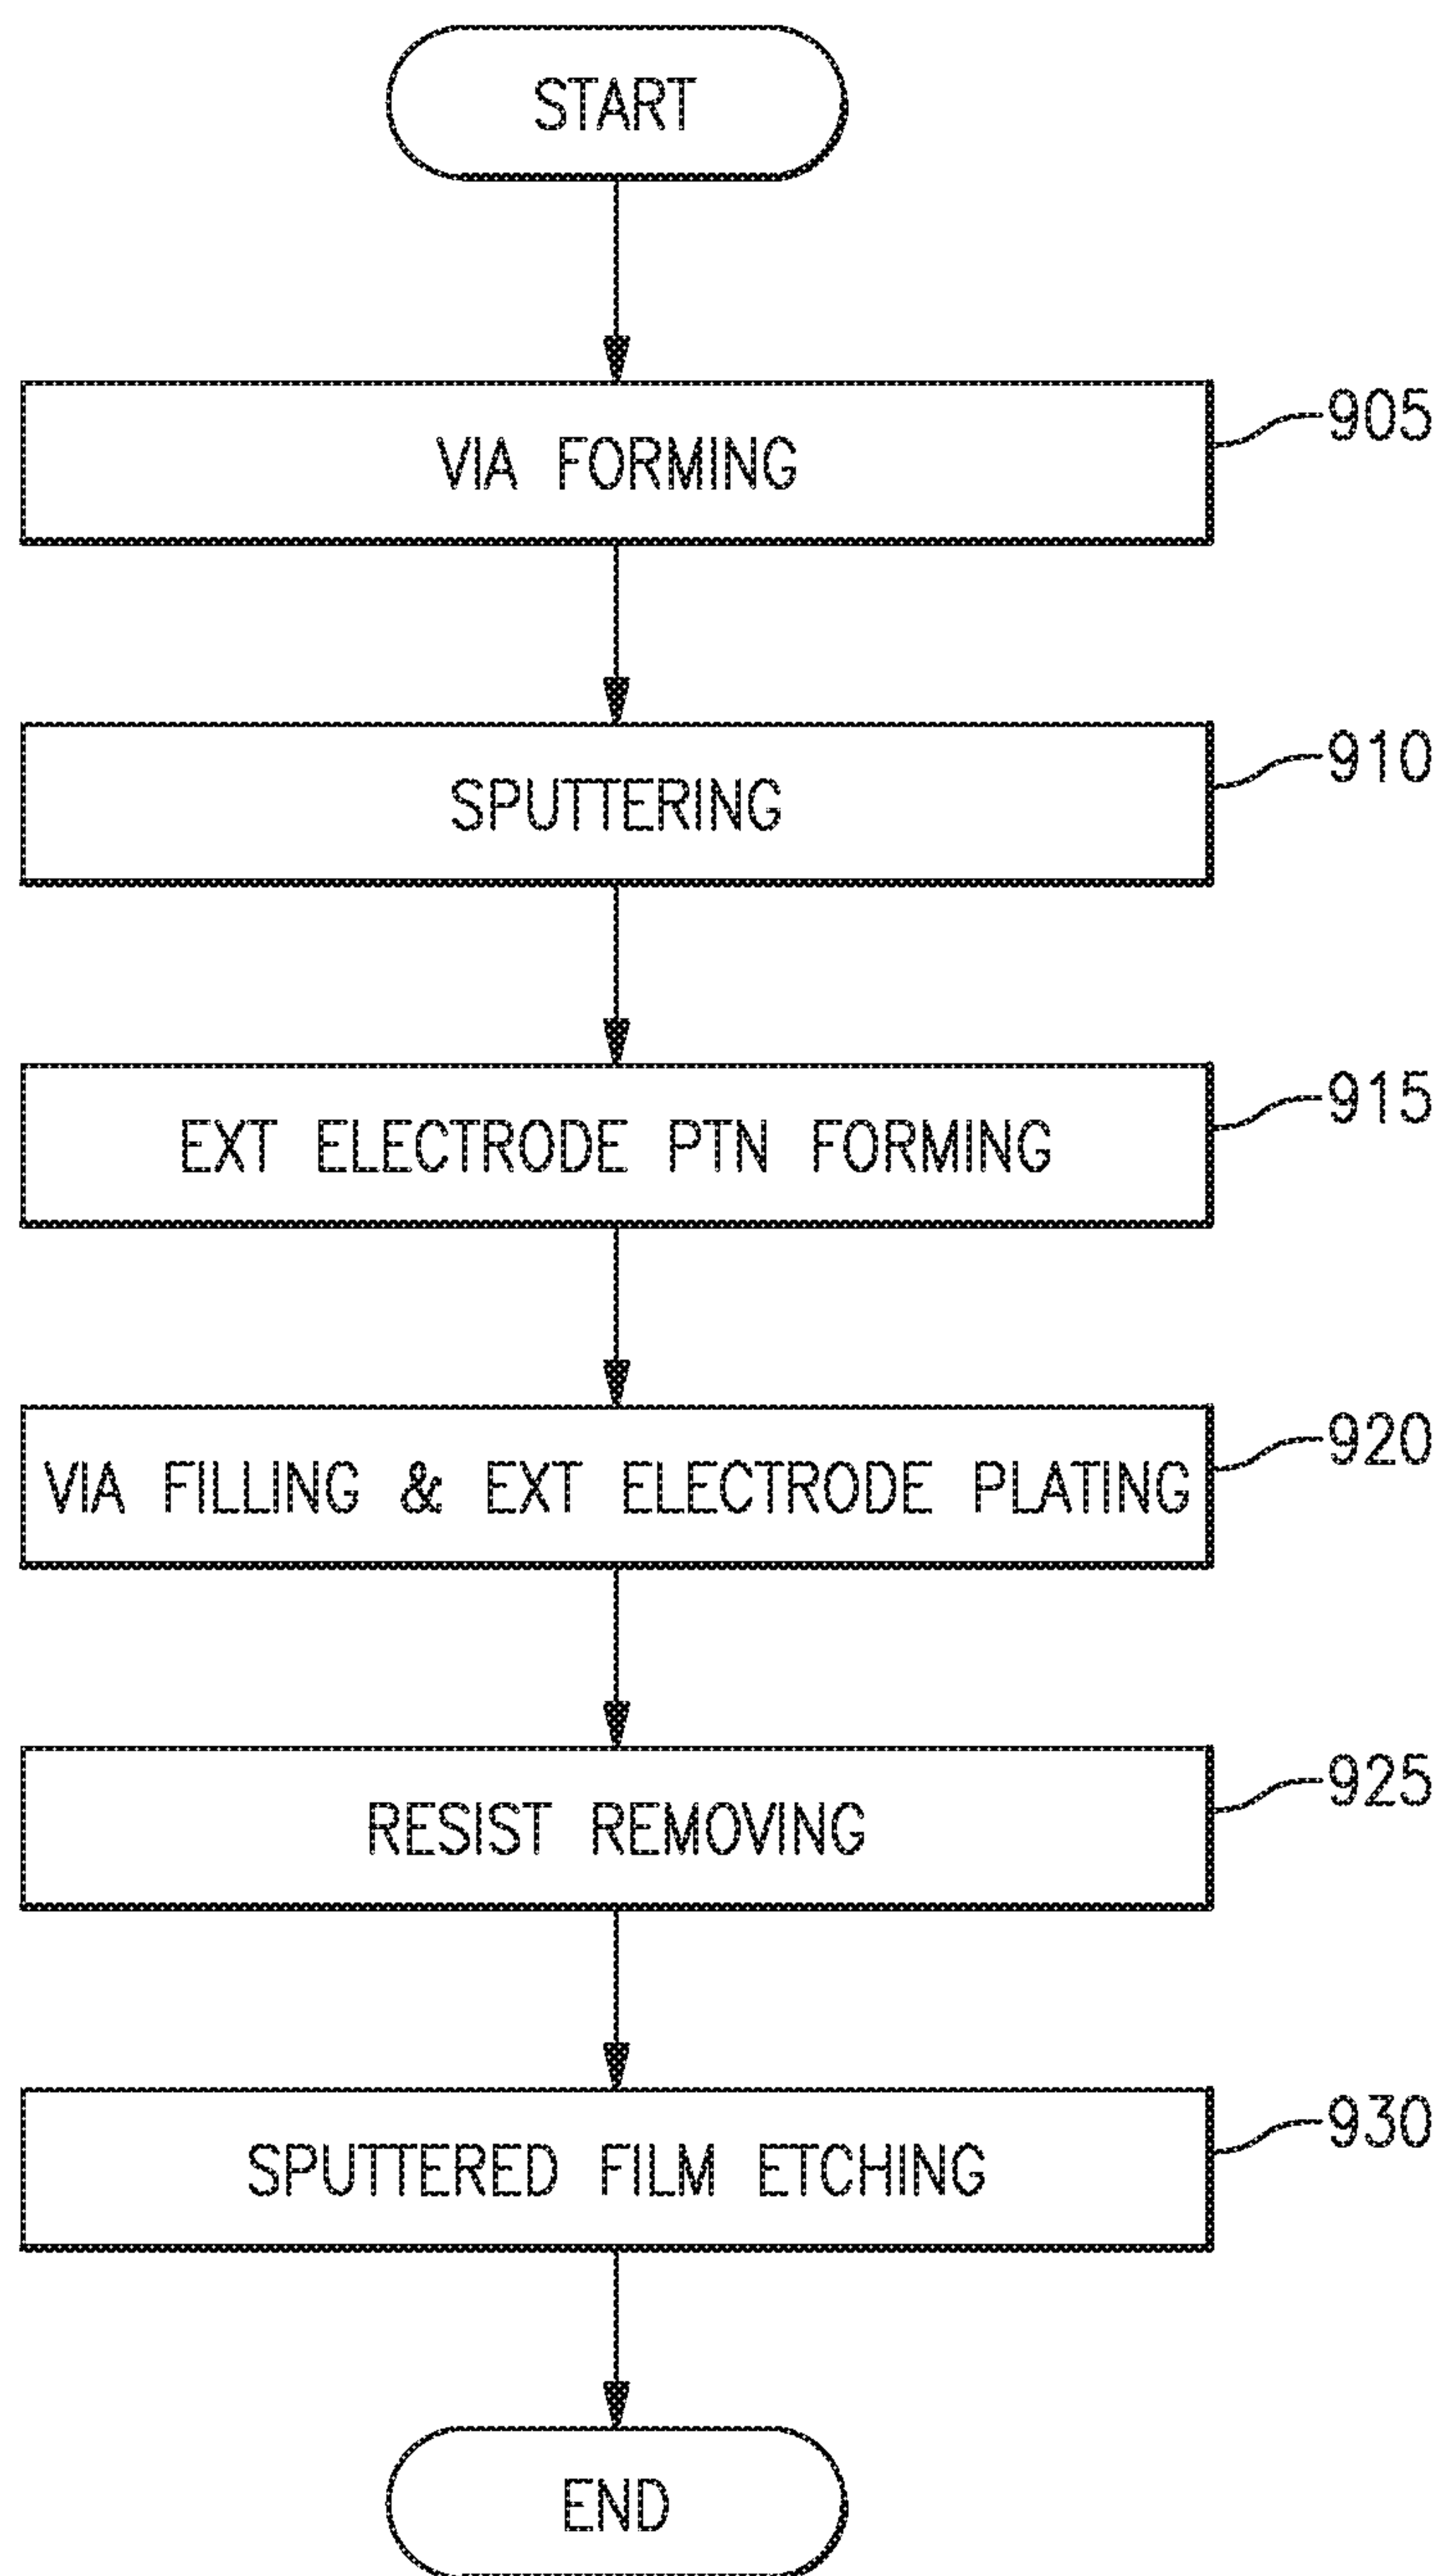 START
VIA FORMING
905
SPUTTERING
910
EXT ELECTRODE PTN FORMING
915
VIA FILLING & EXT ELECTRODE PLATING
920
RESIST REMOVING
925
SPUTTERED FILM ETCHING
930
END